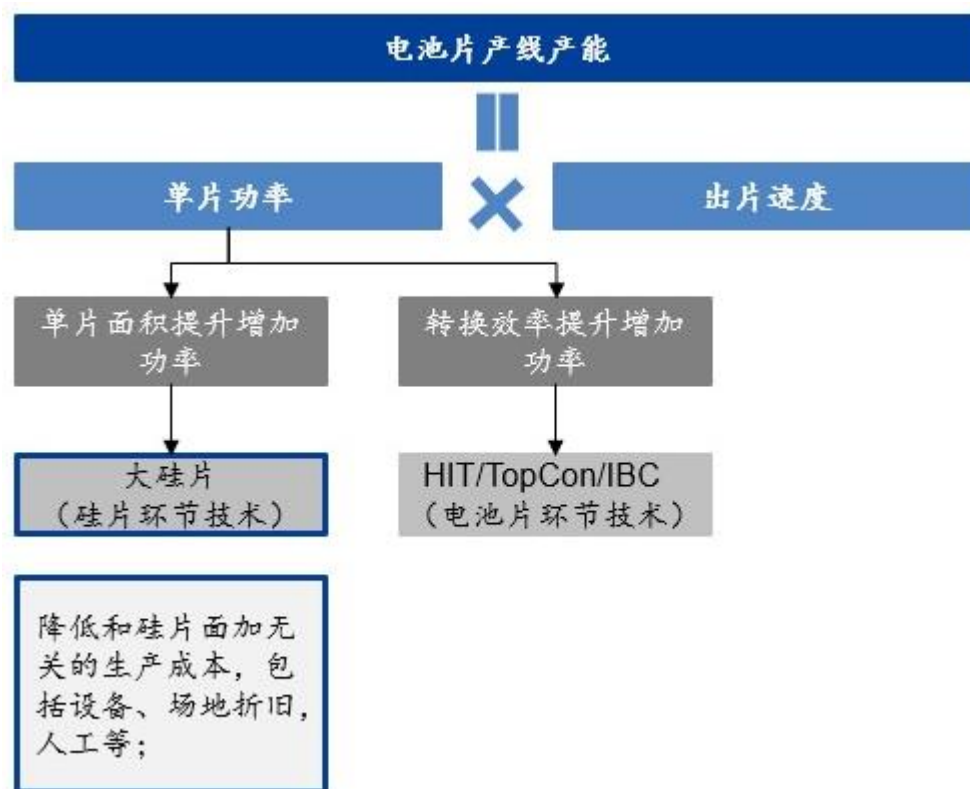 电池片产线产能
单片功率
出片速度
单片面积提升增加
功率
转换效率提升增加
功率
大硅片
（硅片环节技术）
HIT/TopCon/IBC
（电池片环节技术）
降低和硅片面加无
关的生产成本，包
括设备、场地折旧，
人工等；